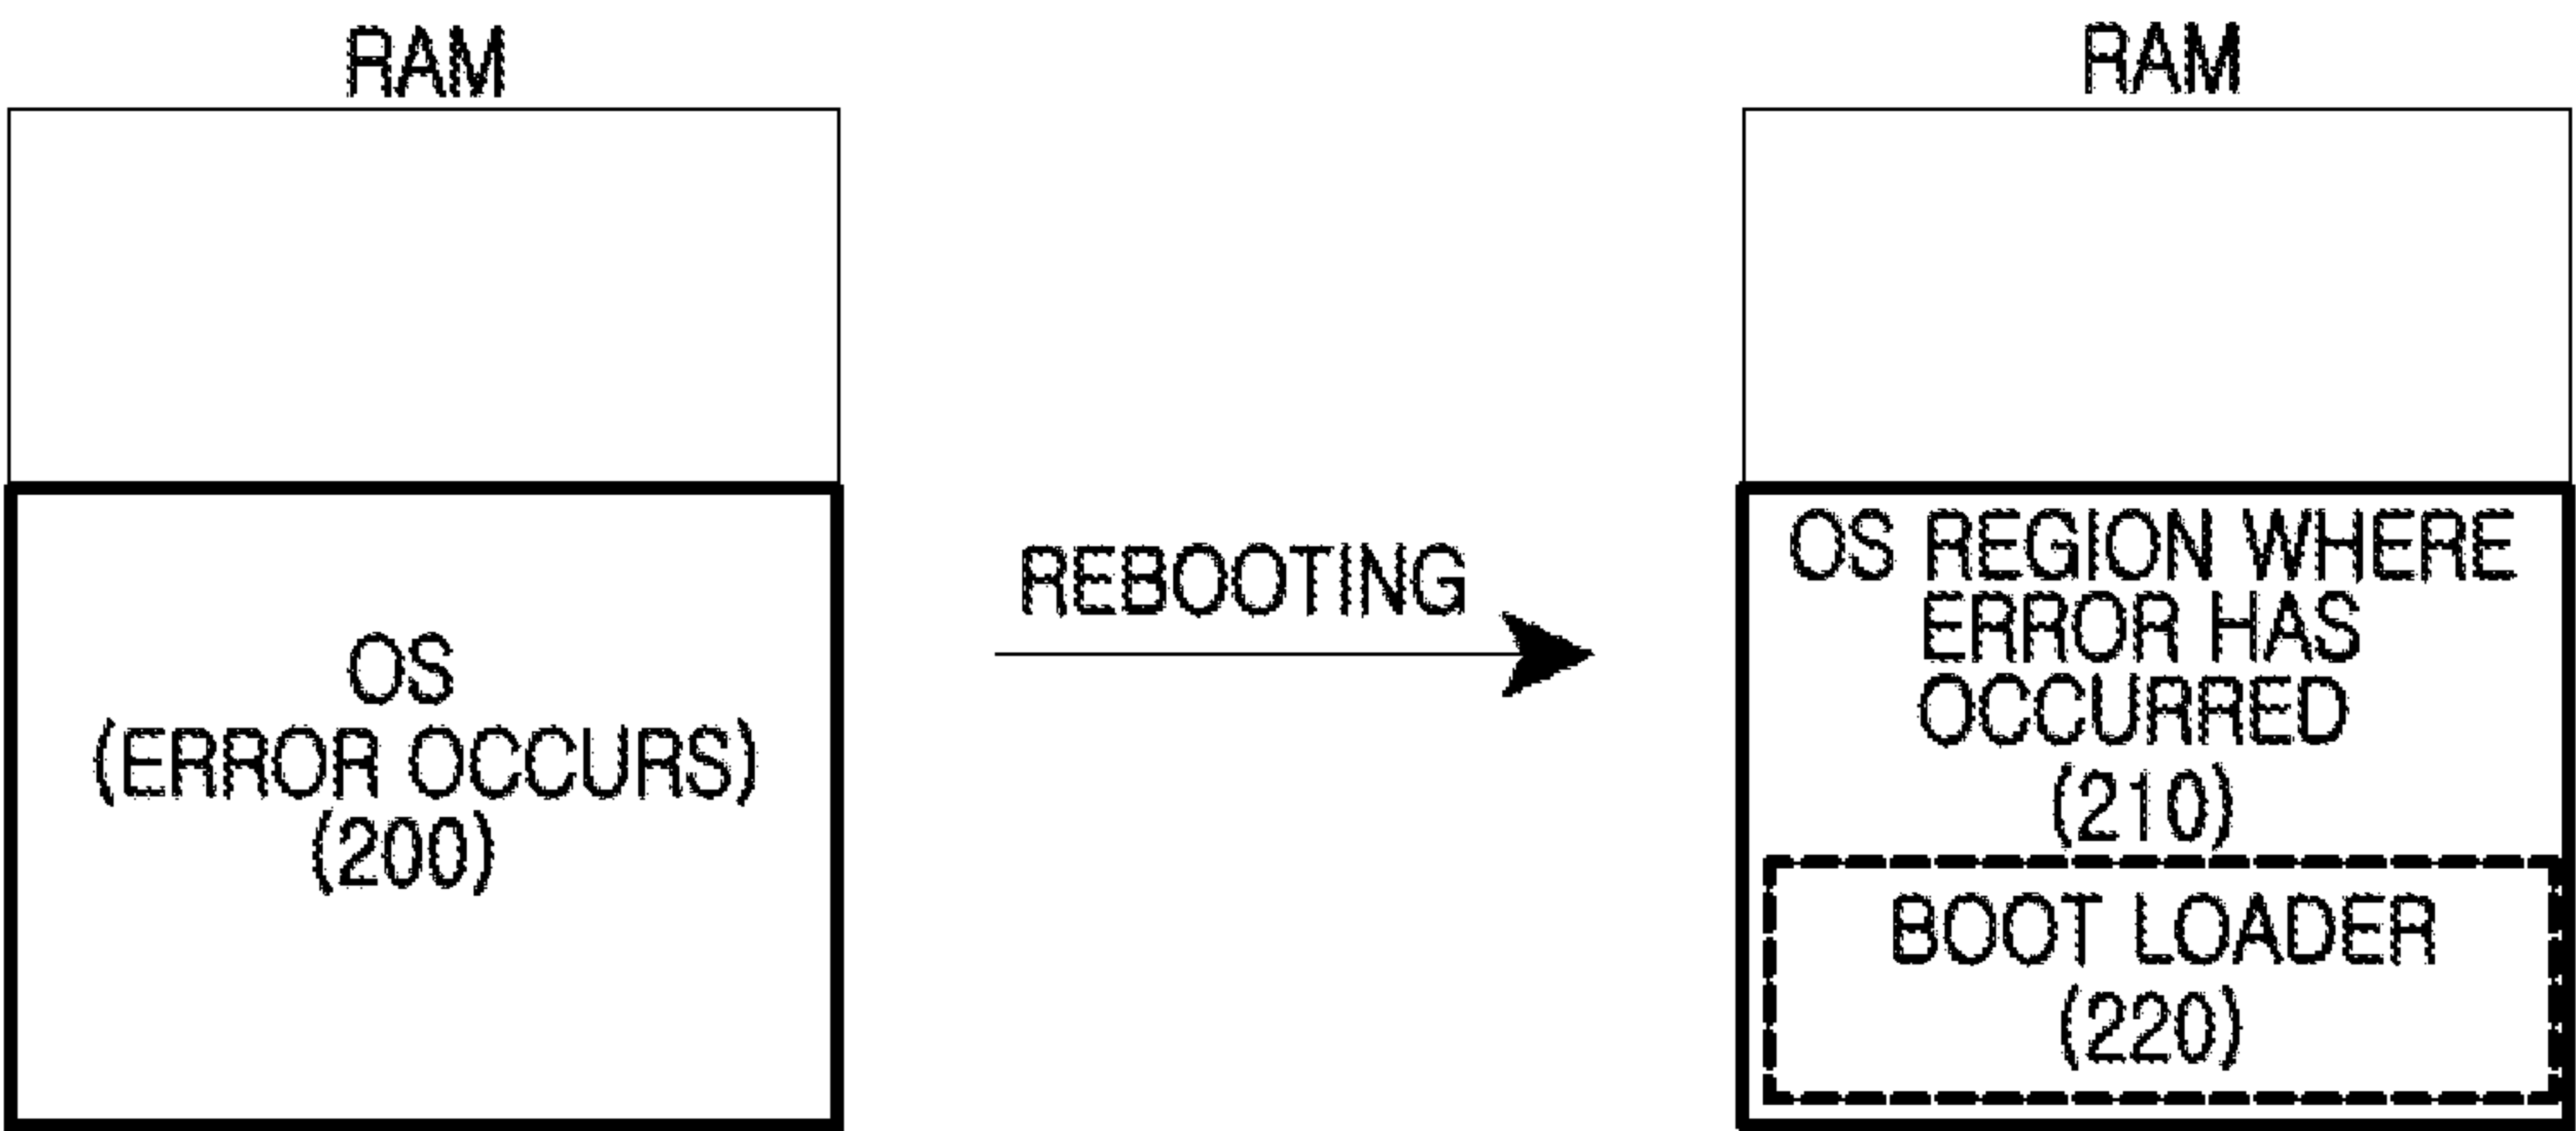 RAM
OS
(ERROR OCCURS)
(200)
REBOOTING
RAM
OS REGION WHERE
ERROR HAS
OCCURRED
(210)
BOOT LOADER
(220)